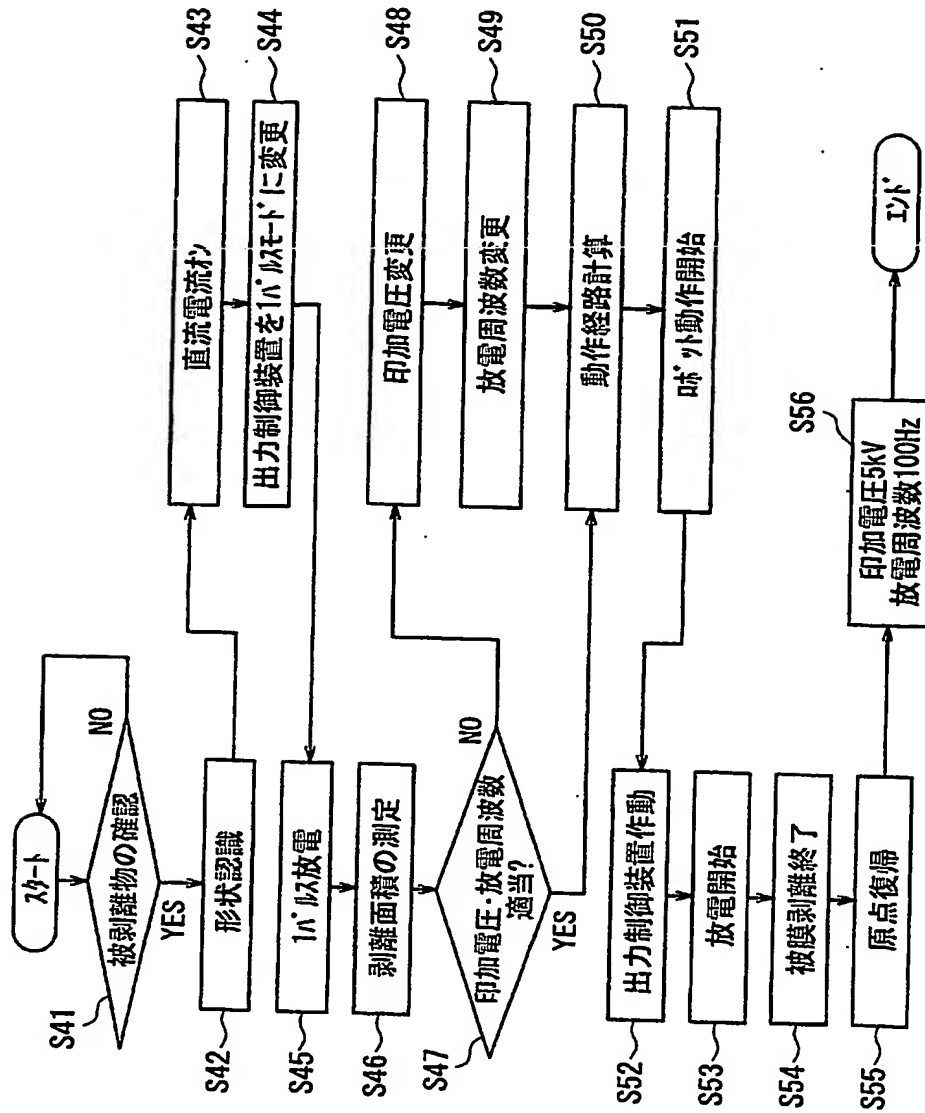 スタート
被剥離物の確認
S41
NO
YES
形状認識
S42
直流電流オン
S43
出力制御装置を1パルスモードに変更
S44
1パルス放電
S45
剥離面積の測定
S46
印加電圧・放電周波数
適当?
S47
NO
YES
印加電圧変更
S48
放電周波数変更
S49
動作経路計算
S50
ロボット動作開始
S51
出力制御装置作動
S52
放電開始
S53
被膜剥離終了
S54
原点復帰
S55
印加電圧5kV
放電周波数100Hz
S56
エンド